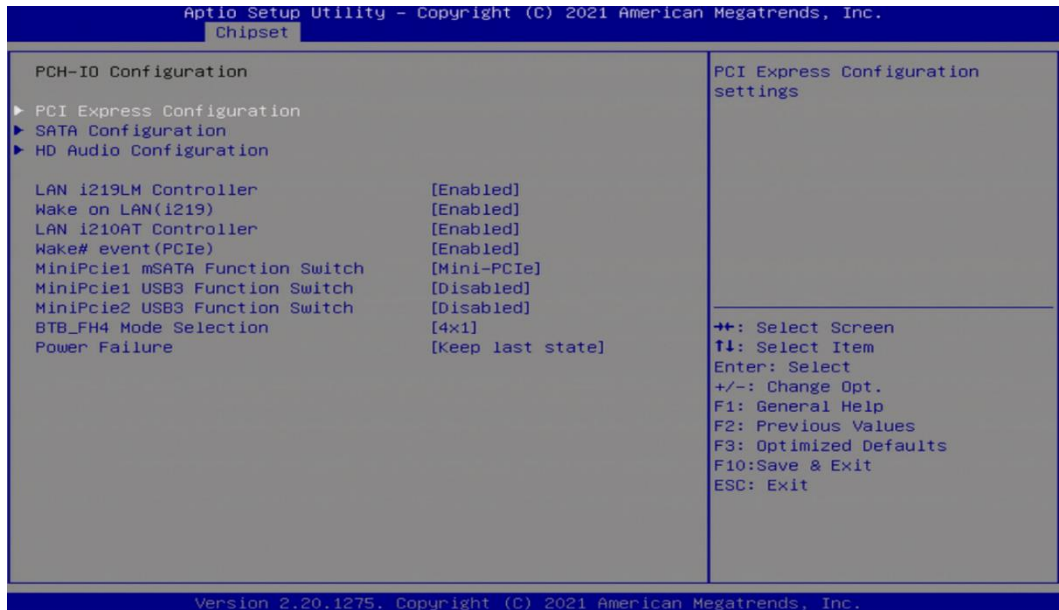 Aptio Setup Utility – Copyright (C) 2021 American Megatrends, Inc.
Chipset
PCH-IO Configuration
▶ PCI Express Configuration
▶ SATA Configuration
▶ HD Audio Configuration
LAN i219LM Controller [Enabled]
Wake on LAN(i219) [Enabled]
LAN i210AT Controller [Enabled]
Wake# event(PCIe) [Enabled]
MiniPcie1 mSATA Function Switch [Mini-PCIe]
MiniPcie1 USB3 Function Switch [Disabled]
MiniPcie2 USB3 Function Switch [Disabled]
BTB_FH4 Mode Selection [4x1]
Power Failure [Keep last state]
PCI Express Configuration
settings
→←: Select Screen
↑↓: Select Item
Enter: Select
+/-: Change Opt.
F1: General Help
F2: Previous Values
F3: Optimized Defaults
F10:Save & Exit
ESC: Exit
Version 2.20.1275. Copyright (C) 2021 American Megatrends, Inc.